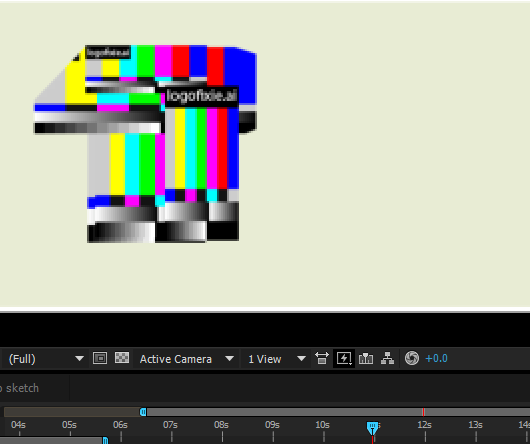 logofixie.ai
logofixie.ai
(Full)
Active Camera
1 View
+0.0
sketch
04s
05s
06s
07s
08s
09s
10s
12s
13s